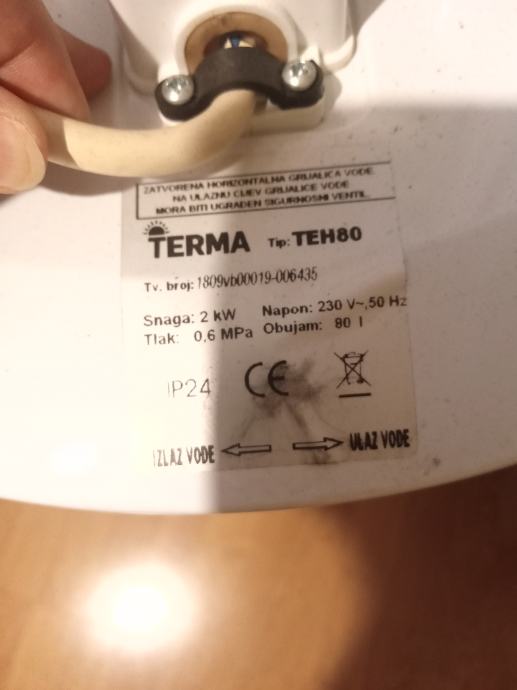 ZATVORENA HORIZONTALNA GRIJALICA VODE.
NA ULAZNU CIJEV GRIJALICE VODE
MORA BITI UGRAĐEN SIGURNOSNI VENTIL.
TERMA Tip: TEH80
Tv. broj: 1809vb00019-006435
Snaga: 2 kW Napon: 230 V~,50 Hz
Tlak: 0,6 MPa Obujam: 80 l
IP24 CE
IZLAZ VODE ULAZ VODE